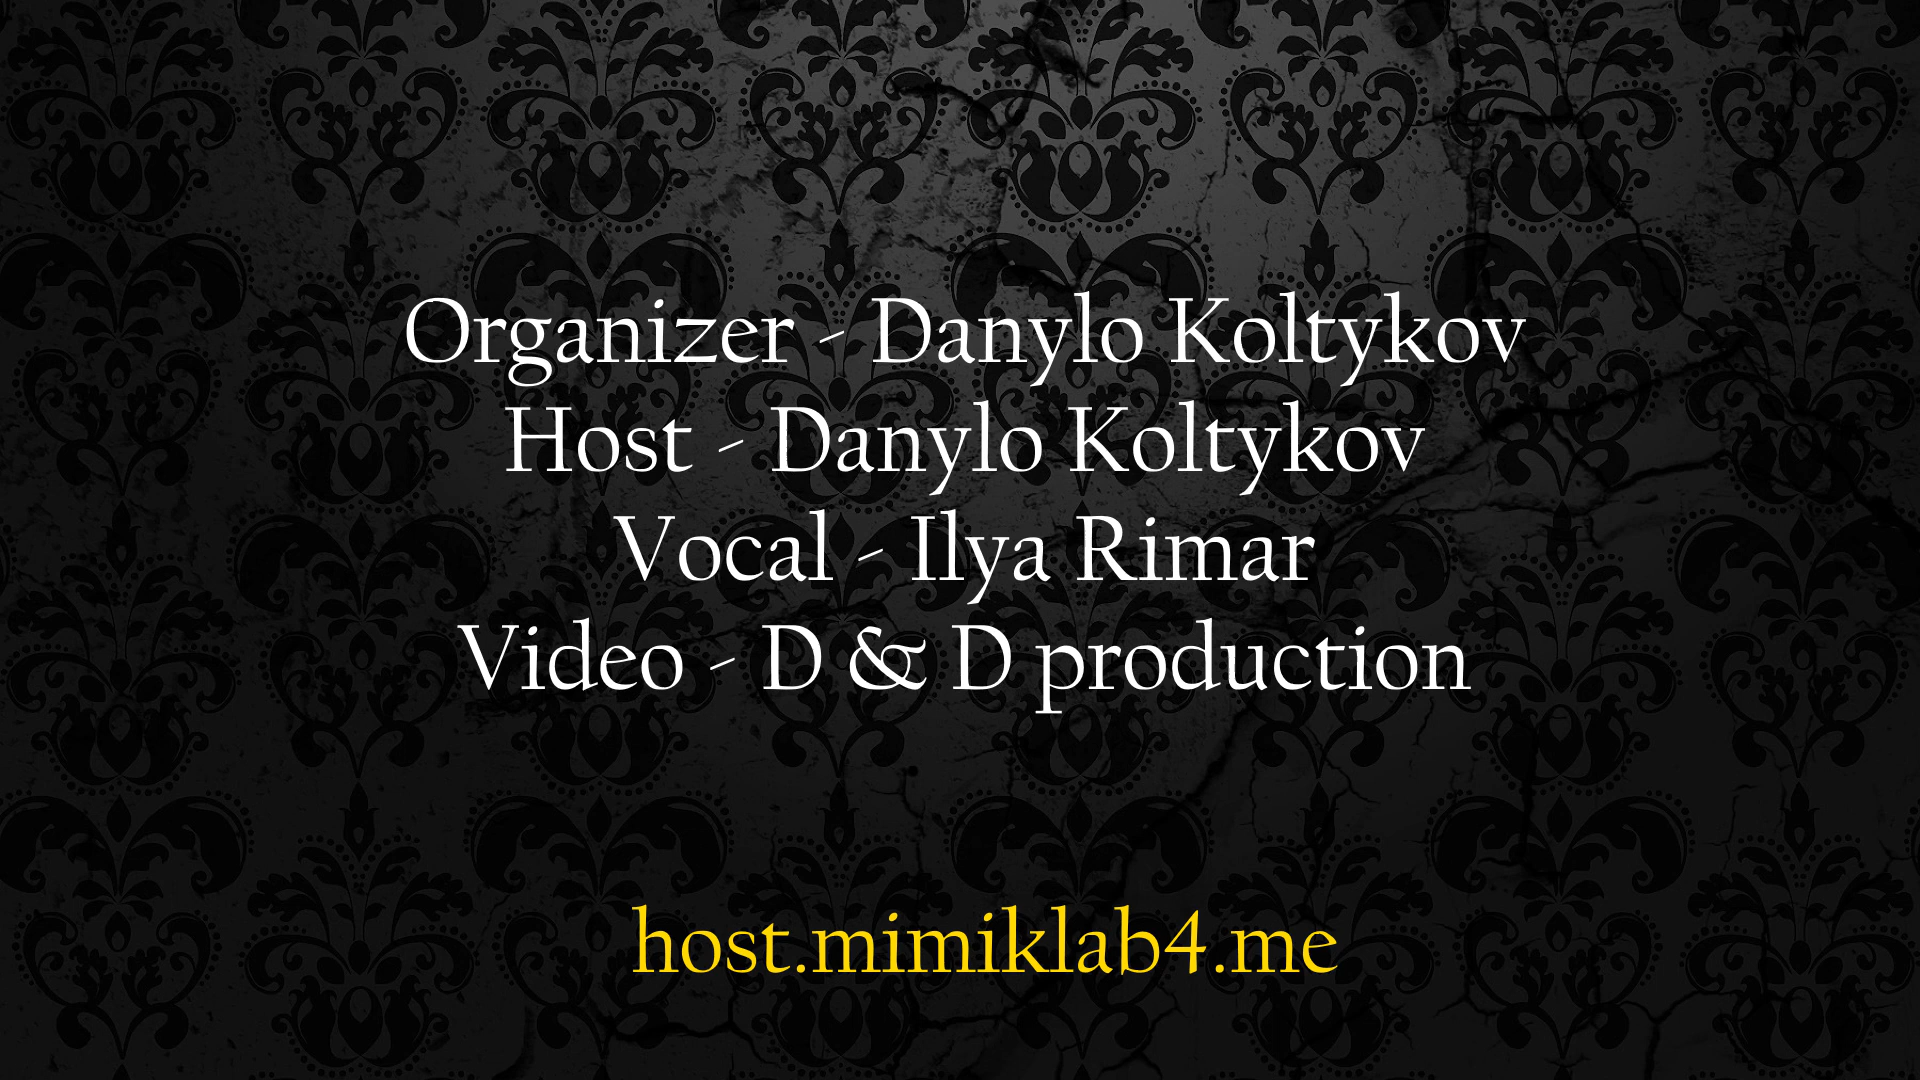 Organizer - Danylo Koltykov
Host - Danylo Koltykov
Vocal - Ilya Rimar
Video - D & D production
host.mimiklab4.me